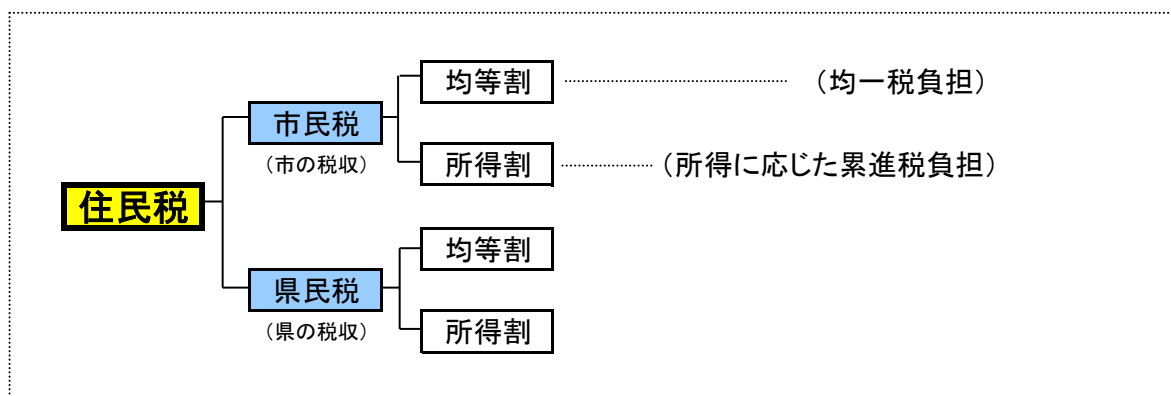 均等割
(均一税負担)
市民税
(市の税収)
所得割
(所得に応じた累進税負担)
住民税
均等割
県民税
(県の税収)
所得割